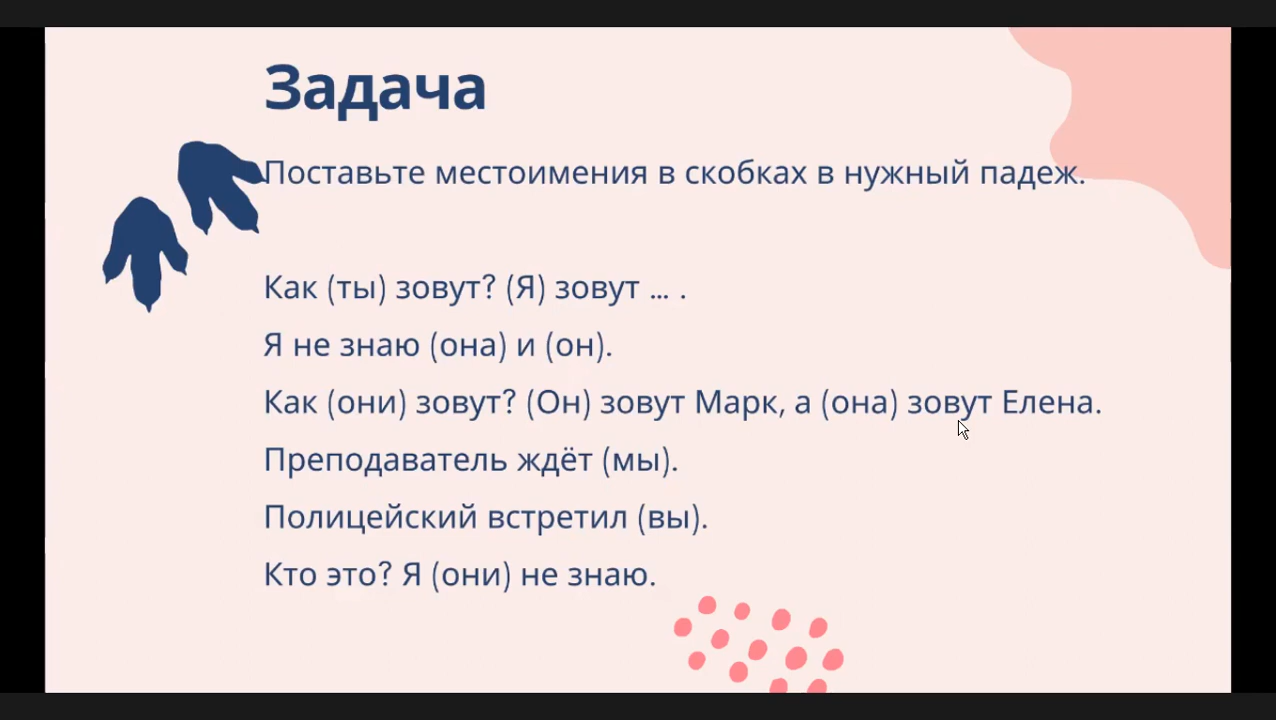 Задача
Поставьте местоимения в скобках в нужный падеж.
Как (ты) зовут? (Я) зовут ... .
Я не знаю (она) и (он).
Как (они) зовут? (Он) зовут Марк, а (она) зовут Елена.
Преподаватель ждёт (мы).
Полицейский встретил (вы).
Кто это? Я (они) не знаю.